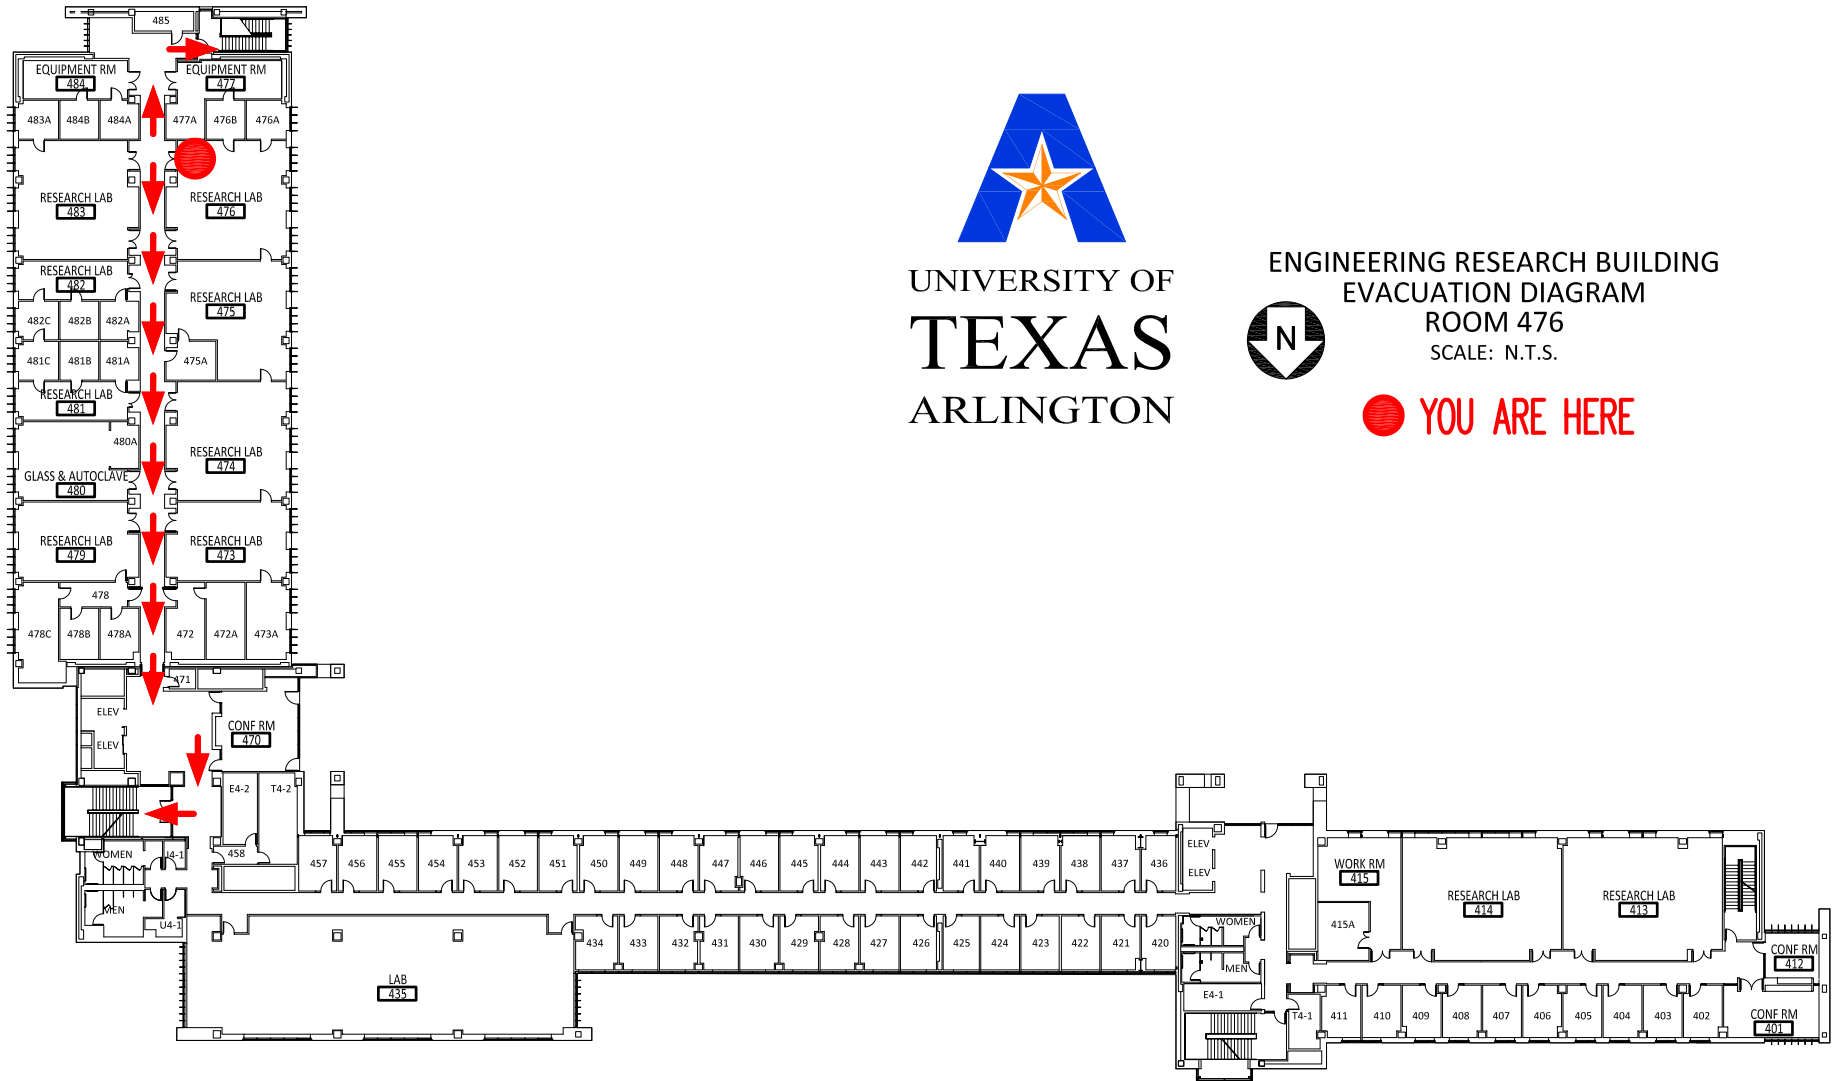 485
EQUIPMENT RM
484
EQUIPMENT RM
477
483A
484B
484A
477A
476B
476A
RESEARCH LAB
483
RESEARCH LAB
476
RESEARCH LAB
482
RESEARCH LAB
475
482C
482B
482A
481C
481B
481A
475A
RESEARCH LAB
481
480A
GLASS & AUTOCLAVE
480
RESEARCH LAB
474
RESEARCH LAB
479
RESEARCH LAB
473
478
478C
478B
478A
472
472A
473A
471
ELEV
ELEV
CONF RM
470
E4-2
T4-2
WOMEN
J4-1
458
MEN
U4-1
457
456
455
454
453
452
451
450
449
448
447
446
445
444
443
442
441
440
439
438
437
436
434
433
432
431
430
429
428
427
426
425
424
423
422
421
420
LAB
435
ELEV
ELEV
WOMEN
MEN
E4-1
T4-1
WORK RM
415
415A
RESEARCH LAB
414
RESEARCH LAB
413
CONF RM
412
411
410
409
408
407
406
405
404
403
402
CONF RM
401
UNIVERSITY OF
TEXAS
ARLINGTON
ENGINEERING RESEARCH BUILDING
EVACUATION DIAGRAM
ROOM 476
SCALE: N.T.S.
N
YOU ARE HERE